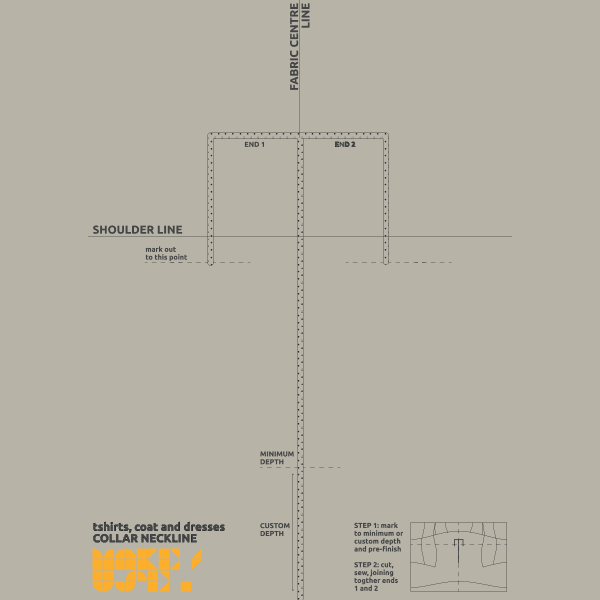 FABRIC CENTRE
LINE
END 1
END 2
SHOULDER LINE
mark out
to this point
MINIMUM
DEPTH
CUSTOM
DEPTH
tshirts, coat and dresses
COLLAR NECKLINE
STEP 1: mark
to minimum or
custom depth
and pre-finish
STEP 2: cut,
sew, joining
togther ends
1 and 2